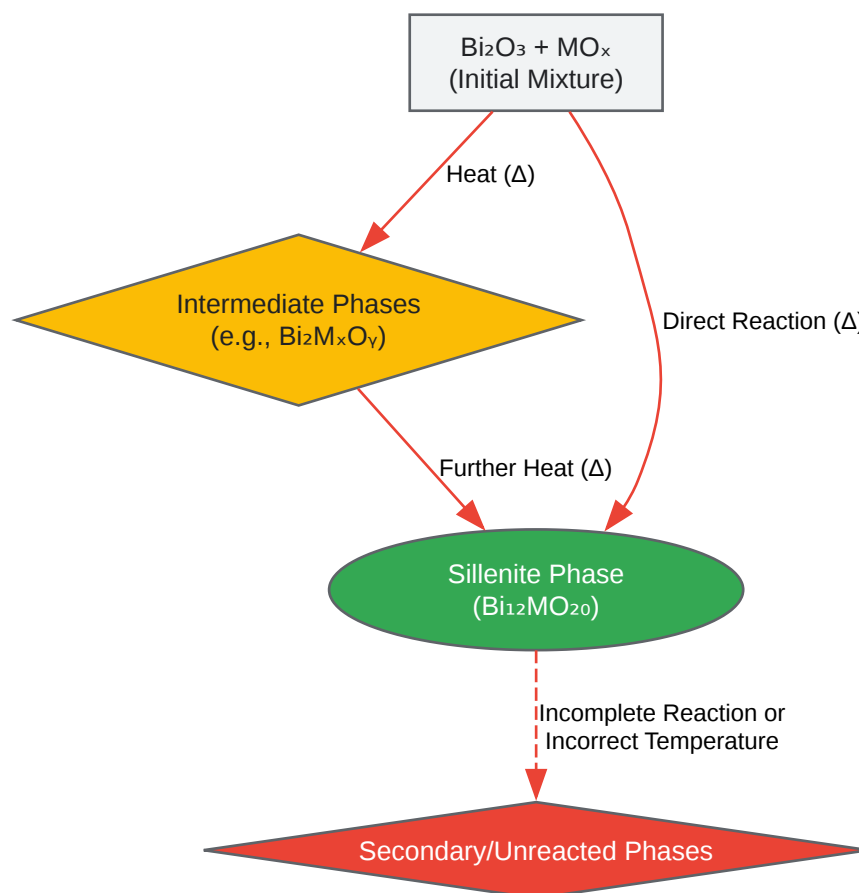 Bi₂O₃ + MOₓ
(Initial Mixture)
Heat (Δ)
Intermediate Phases
(e.g., Bi₂MₓOᵧ)
Direct Reaction (Δ)
Further Heat (Δ)
Sillenite Phase
(Bi₁₂MO₂₀)
Incomplete Reaction or
Incorrect Temperature
Secondary/Unreacted Phases